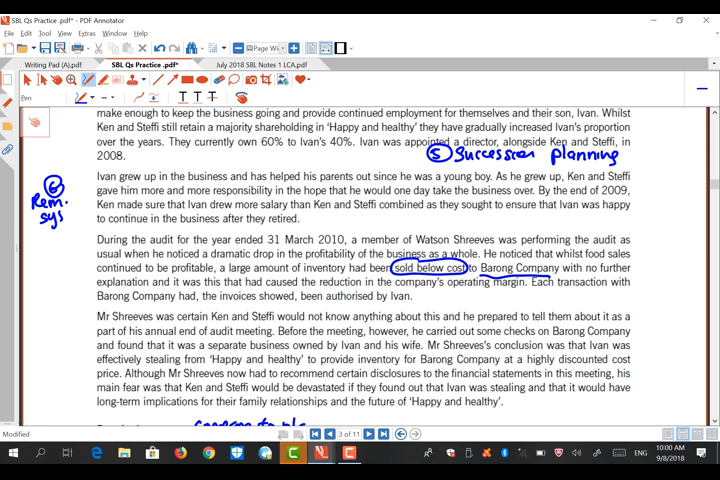 SBL Qs Practice .pdf* - PDF Annotator
File Edit Tools Extras Window Help
Page Wi
Writing Pad (A).pdf SBL Qs Practice .pdf* July 2018 SBL Notes 1 LCA.pdf
Pen
make enough to keep the business going and provide continued employment for themselves and their son, Ivan. Whilst
Ken and Steffi still retain a majority shareholding in 'Happy and healthy' they have gradually increased Ivan's proportion
over the years. They currently own 60% to Ivan's 40%. Ivan was appointed a director, alongside Ken and Steffi, in
2008.
5 Succession planning
Ivan grew up in the business and has helped his parents out since he was a young boy. As he grew up, Ken and Steffi
gave him more and more responsibility in the hope that he would one day take the business over. By the end of 2009,
Ken made sure that Ivan drew more salary than Ken and Steffi combined as they sought to ensure that Ivan was happy
to continue in the business after they retired.
6
Rem.
sys
During the audit for the year ended 31 March 2010, a member of Watson Shreeves was performing the audit as
usual when he noticed a dramatic drop in the profitability of the business as a whole. He noticed that whilst food sales
continued to be profitable, a large amount of inventory had been sold below cost to Barong Company with no further
explanation and it was this that had caused the reduction in the company's operating margin. Each transaction with
Barong Company had, the invoices showed, been authorised by Ivan.
Mr Shreeves was certain Ken and Steffi would not know anything about this and he prepared to tell them about it as a
part of his annual end of audit meeting. Before the meeting, however, he carried out some checks on Barong Company
and found that it was a separate business owned by Ivan and his wife. Mr Shreeves's conclusion was that Ivan was
effectively stealing from 'Happy and healthy' to provide inventory for Barong Company at a highly discounted cost
price. Although Mr Shreeves now had to recommend certain disclosures to the financial statements in this meeting, his
main fear was that Ken and Steffi would be devastated if they found out that Ivan was stealing and that it would have
long-term implications for their family relationships and the future of 'Happy and healthy'.
Modified
3 of 11
ENG
10:00 AM
9/8/2018